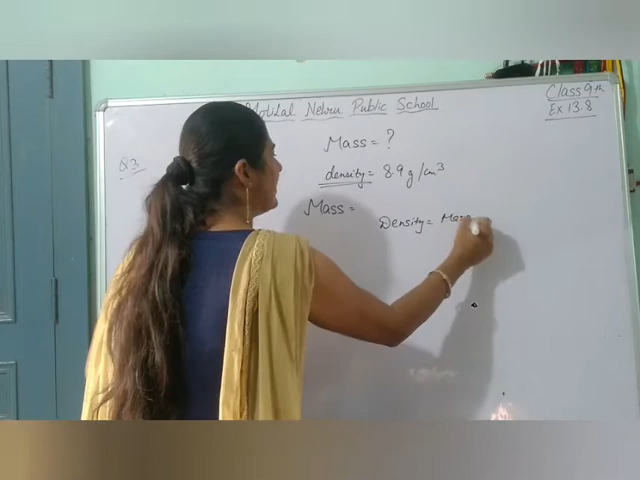 Motilal Nehru Public School
Class 9th
Ex 13.8
Q3
Mass = ?
density = 8.9 g/cm³
Mass =
Density = Mass